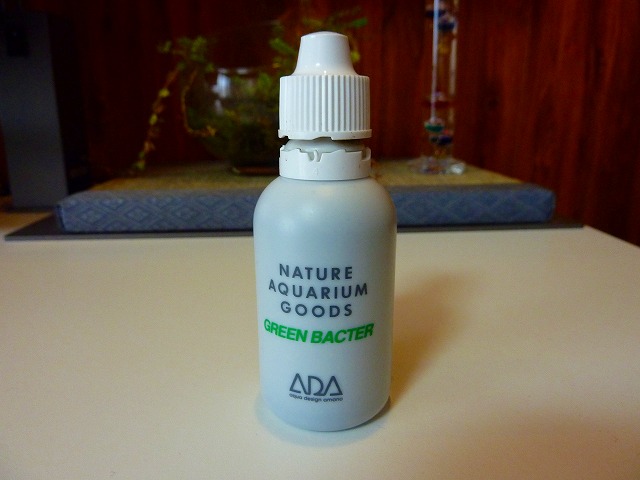 NATURE
AQUARIUM
GOODS
GREEN BACTER
ADA
aqua design amano